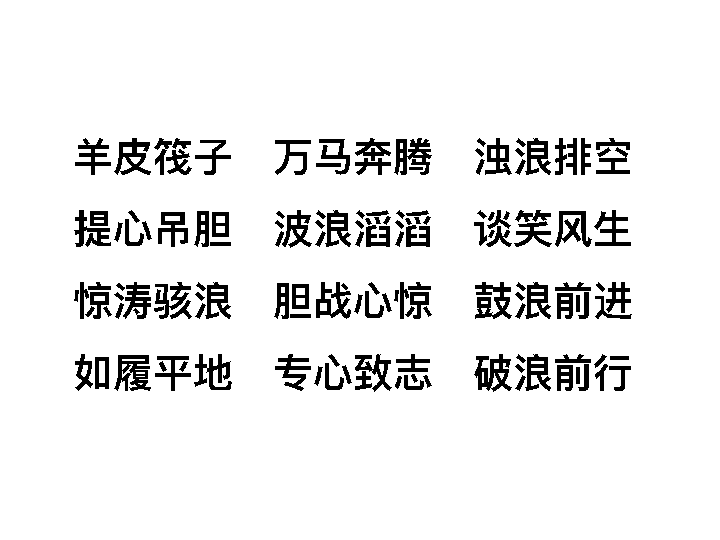 羊皮筏子　万马奔腾　浊浪排空
提心吊胆　波浪滔滔　谈笑风生
惊涛骇浪　胆战心惊　鼓浪前进
如履平地　专心致志　破浪前行